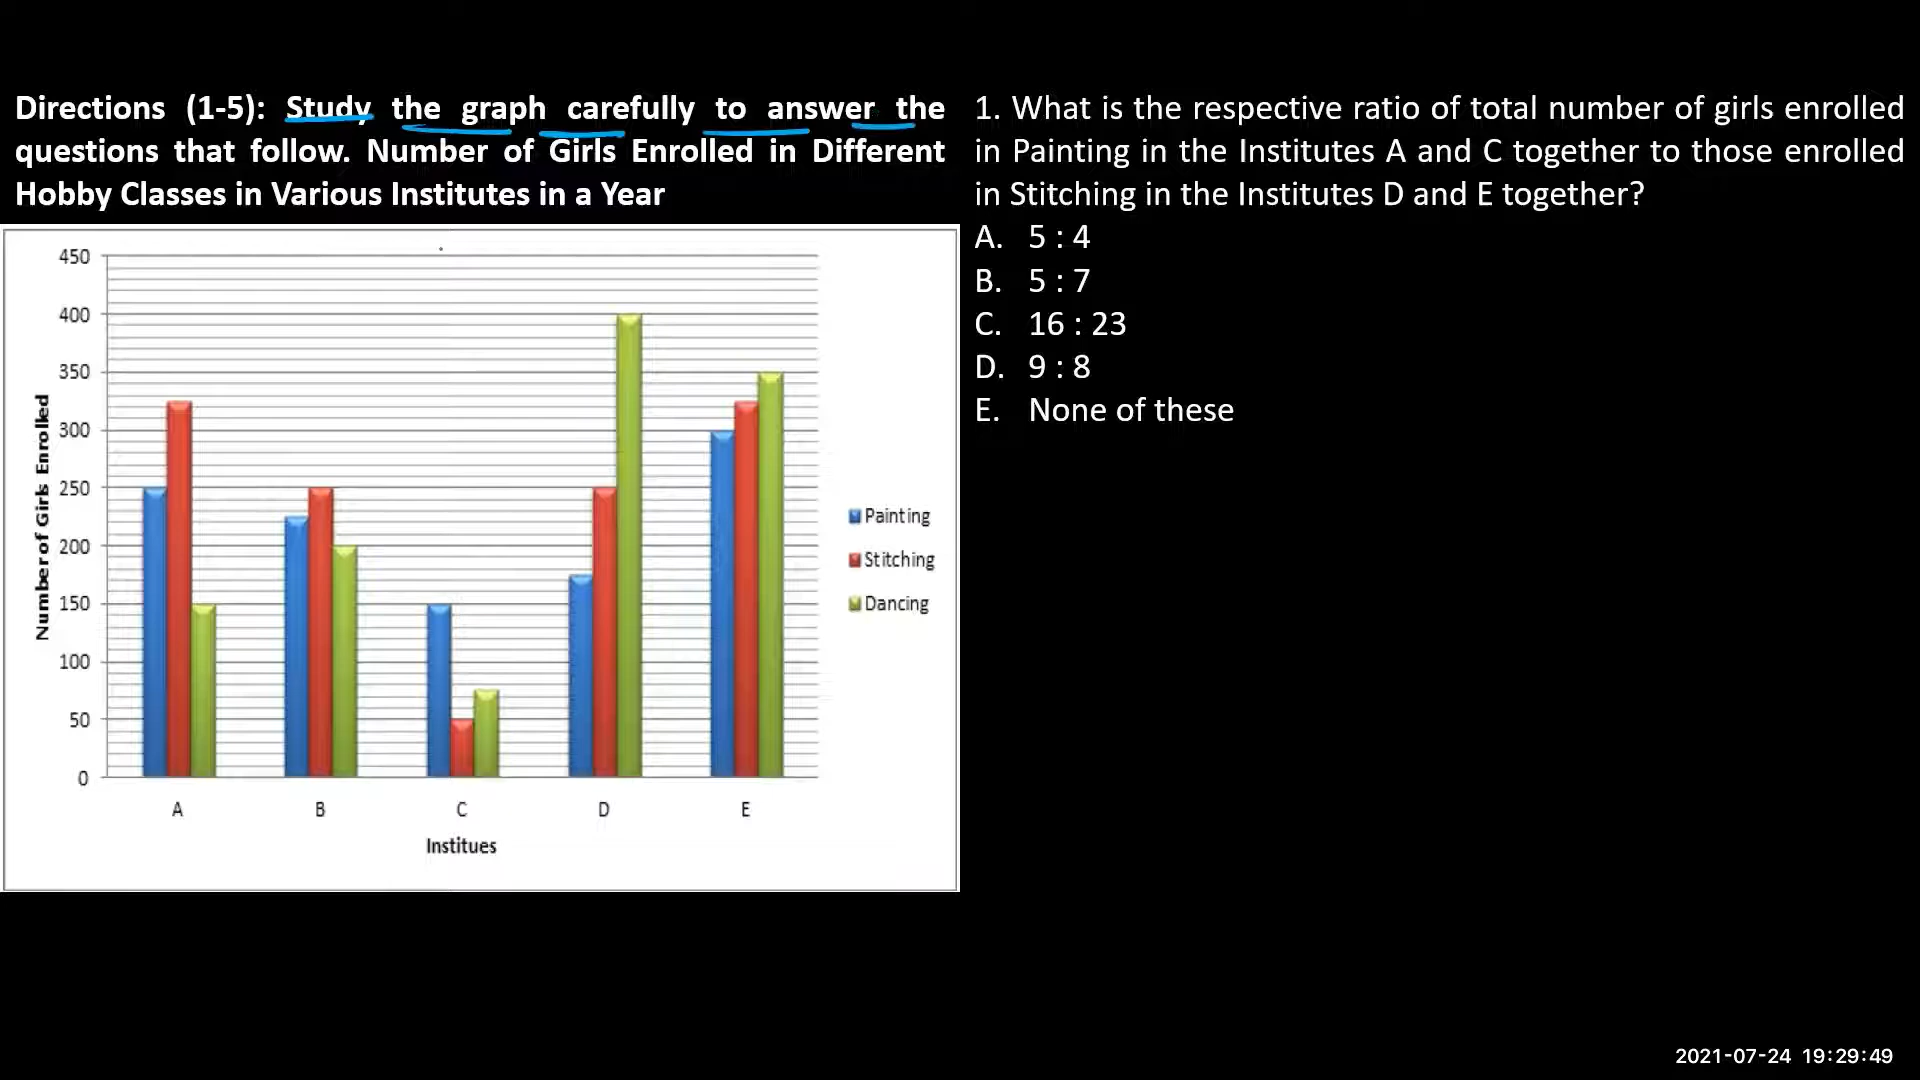 Directions (1-5): Study the graph carefully to answer the
questions that follow. Number of Girls Enrolled in Different
Hobby Classes in Various Institutes in a Year
450
400
350
300
250
200
150
100
50
0
Number of Girls Enrolled
A B C D E
Institues
Painting
Stitching
Dancing
1. What is the respective ratio of total number of girls enrolled
in Painting in the Institutes A and C together to those enrolled
in Stitching in the Institutes D and E together?
A. 5 : 4
B. 5 : 7
C. 16 : 23
D. 9 : 8
E. None of these
2021-07-24 19:29:49